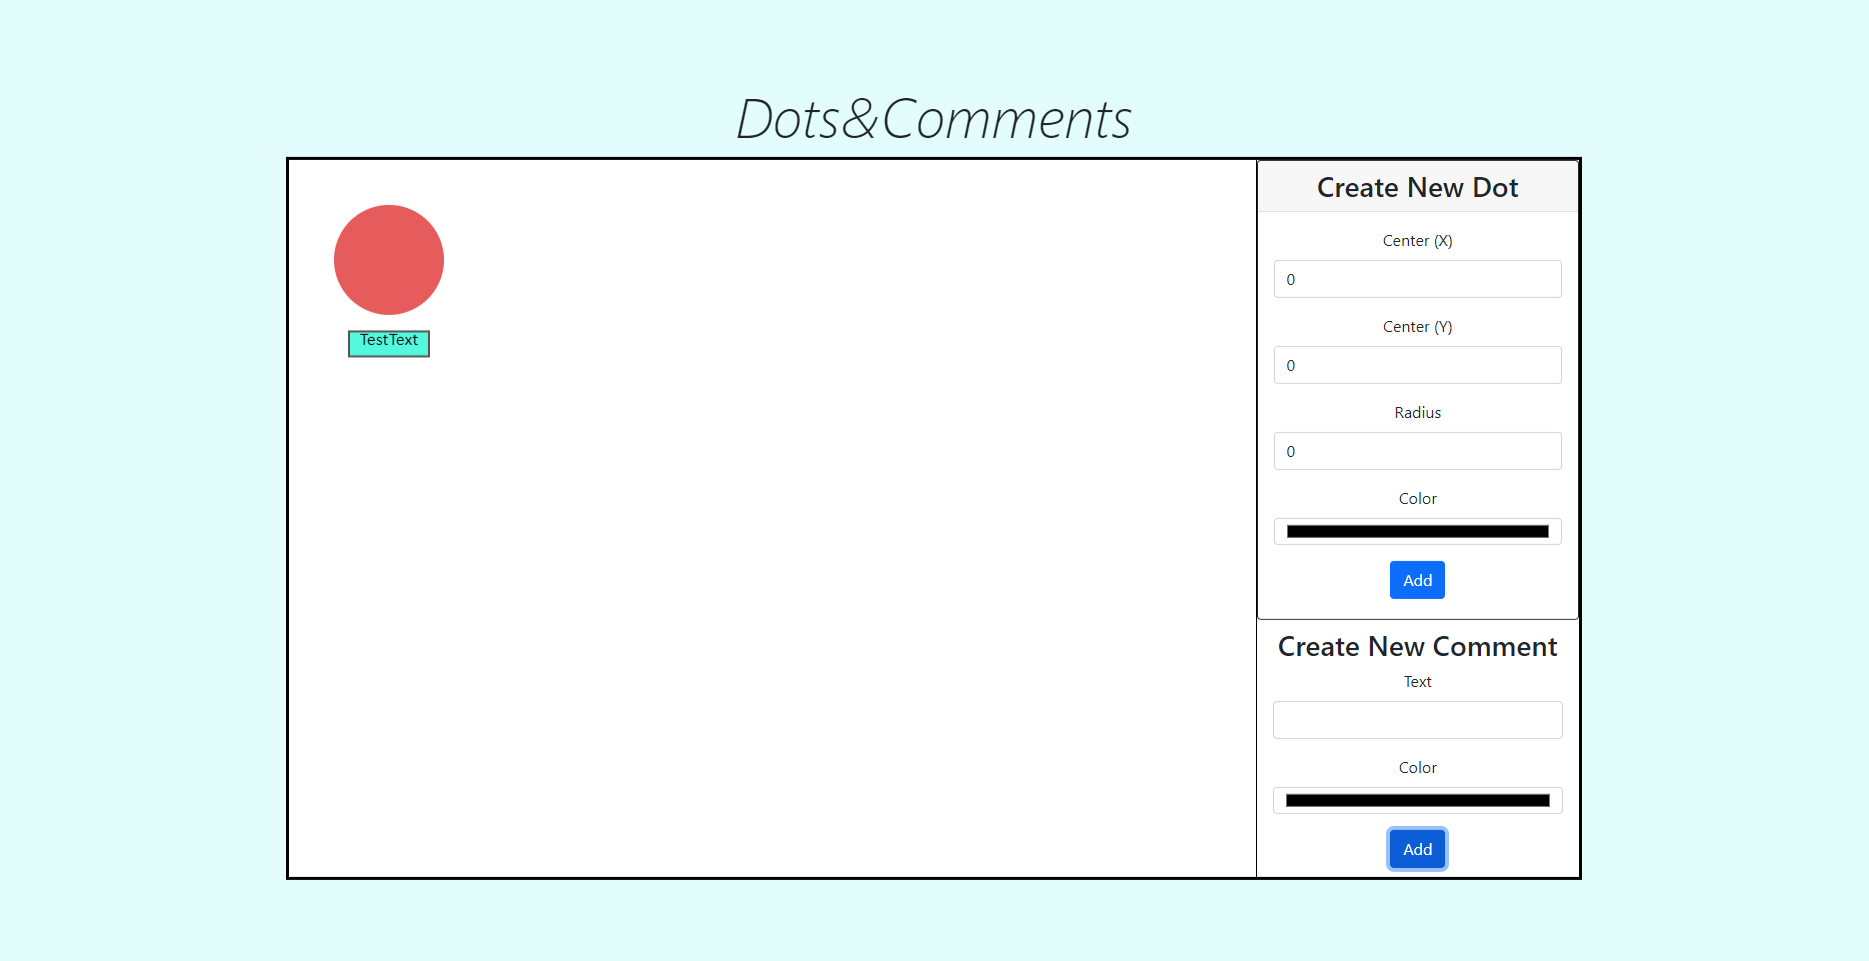 Dots&Comments
TestText
Create New Dot
Center (X)
0
Center (Y)
0
Radius
0
Color
Add
Create New Comment
Text
Color
Add